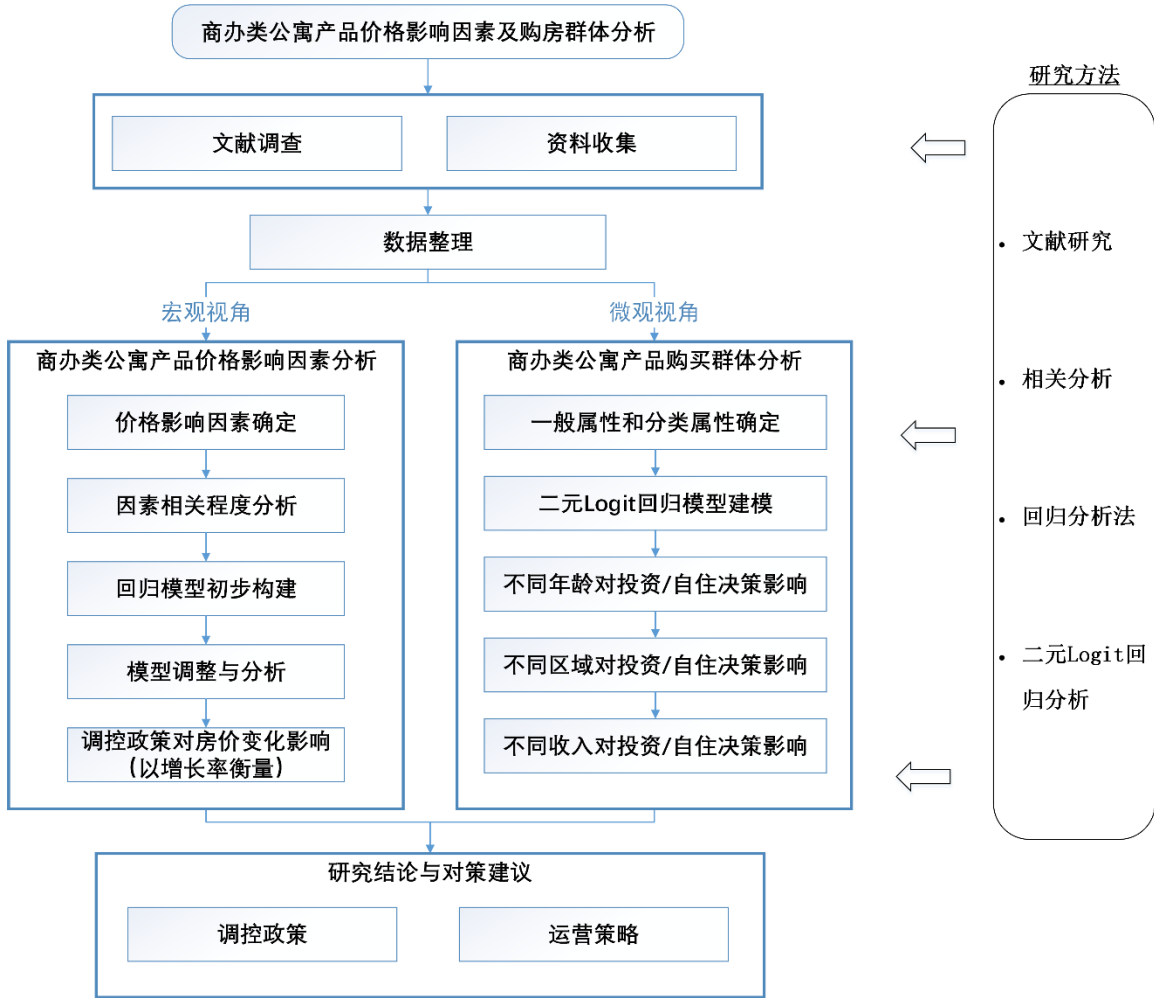 商办类公寓产品价格影响因素及购房群体分析
文献调查
资料收集
数据整理
宏观视角
微观视角
商办类公寓产品价格影响因素分析
价格影响因素确定
因素相关程度分析
回归模型初步构建
模型调整与分析
调控政策对房价变化影响
(以增长率衡量)
商办类公寓产品购买群体分析
一般属性和分类属性确定
二元Logit回归模型建模
不同年龄对投资/自住决策影响
不同区域对投资/自住决策影响
不同收入对投资/自住决策影响
研究结论与对策建议
调控政策
运营策略
研究方法
• 文献研究
• 相关分析
• 回归分析法
• 二元Logit回
归分析